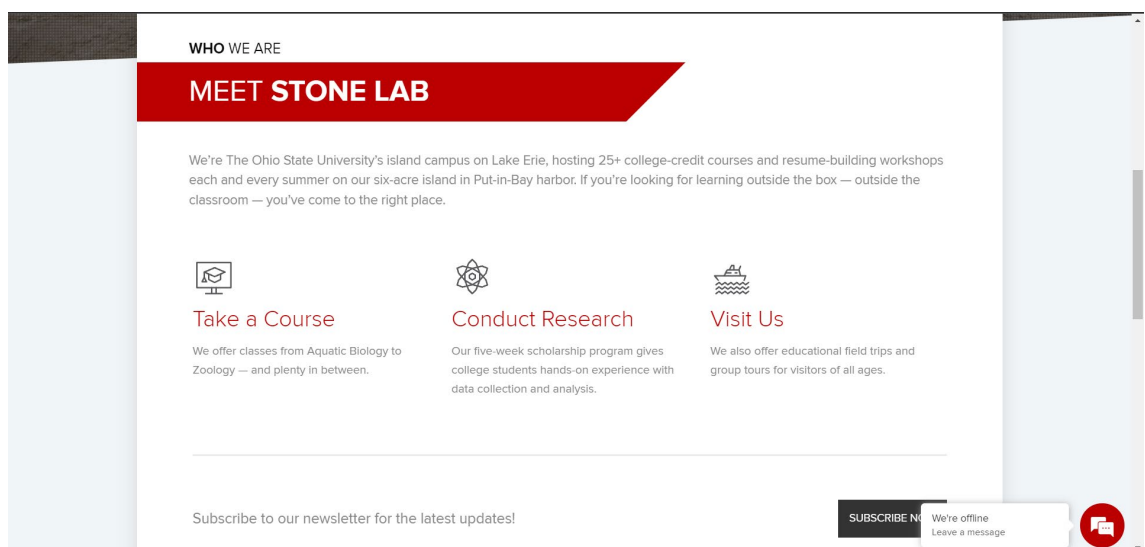 WHO WE ARE
MEET STONE LAB
We're The Ohio State University's island campus on Lake Erie, hosting 25+ college-credit courses and resume-building workshops
each and every summer on our six-acre island in Put-in-Bay harbor. If you're looking for learning outside the box — outside the
classroom — you've come to the right place.
Take a Course
We offer classes from Aquatic Biology to
Zoology — and plenty in between.
Conduct Research
Our five-week scholarship program gives
college students hands-on experience with
data collection and analysis.
Visit Us
We also offer educational field trips and
group tours for visitors of all ages.
Subscribe to our newsletter for the latest updates!
SUBSCRIBE
We're offline
Leave a message